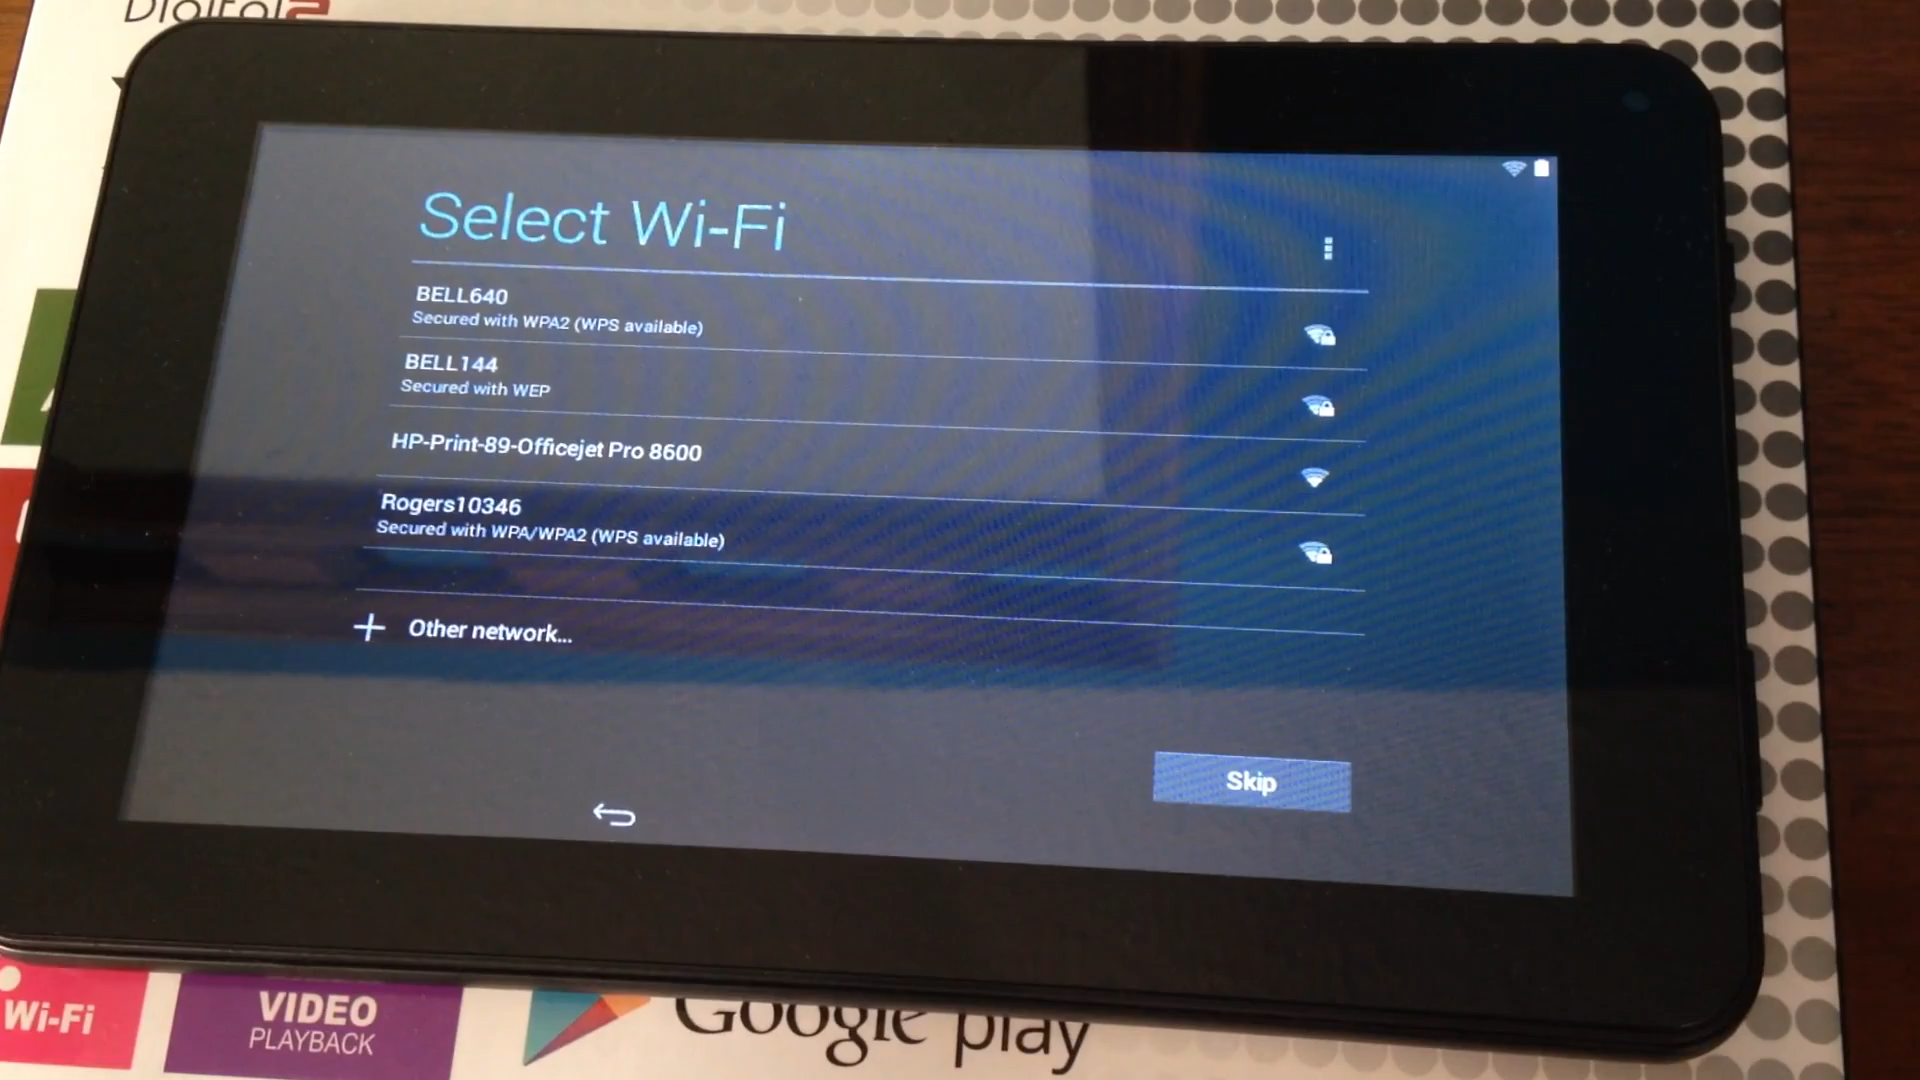 Digital2
Select Wi-Fi
BELL640
Secured with WPA2 (WPS available)
BELL144
Secured with WEP
HP-Print-89-Officejet Pro 8600
Rogers10346
Secured with WPA/WPA2 (WPS available)
Other network...
Skip
Wi-Fi
VIDEO
PLAYBACK
Google play